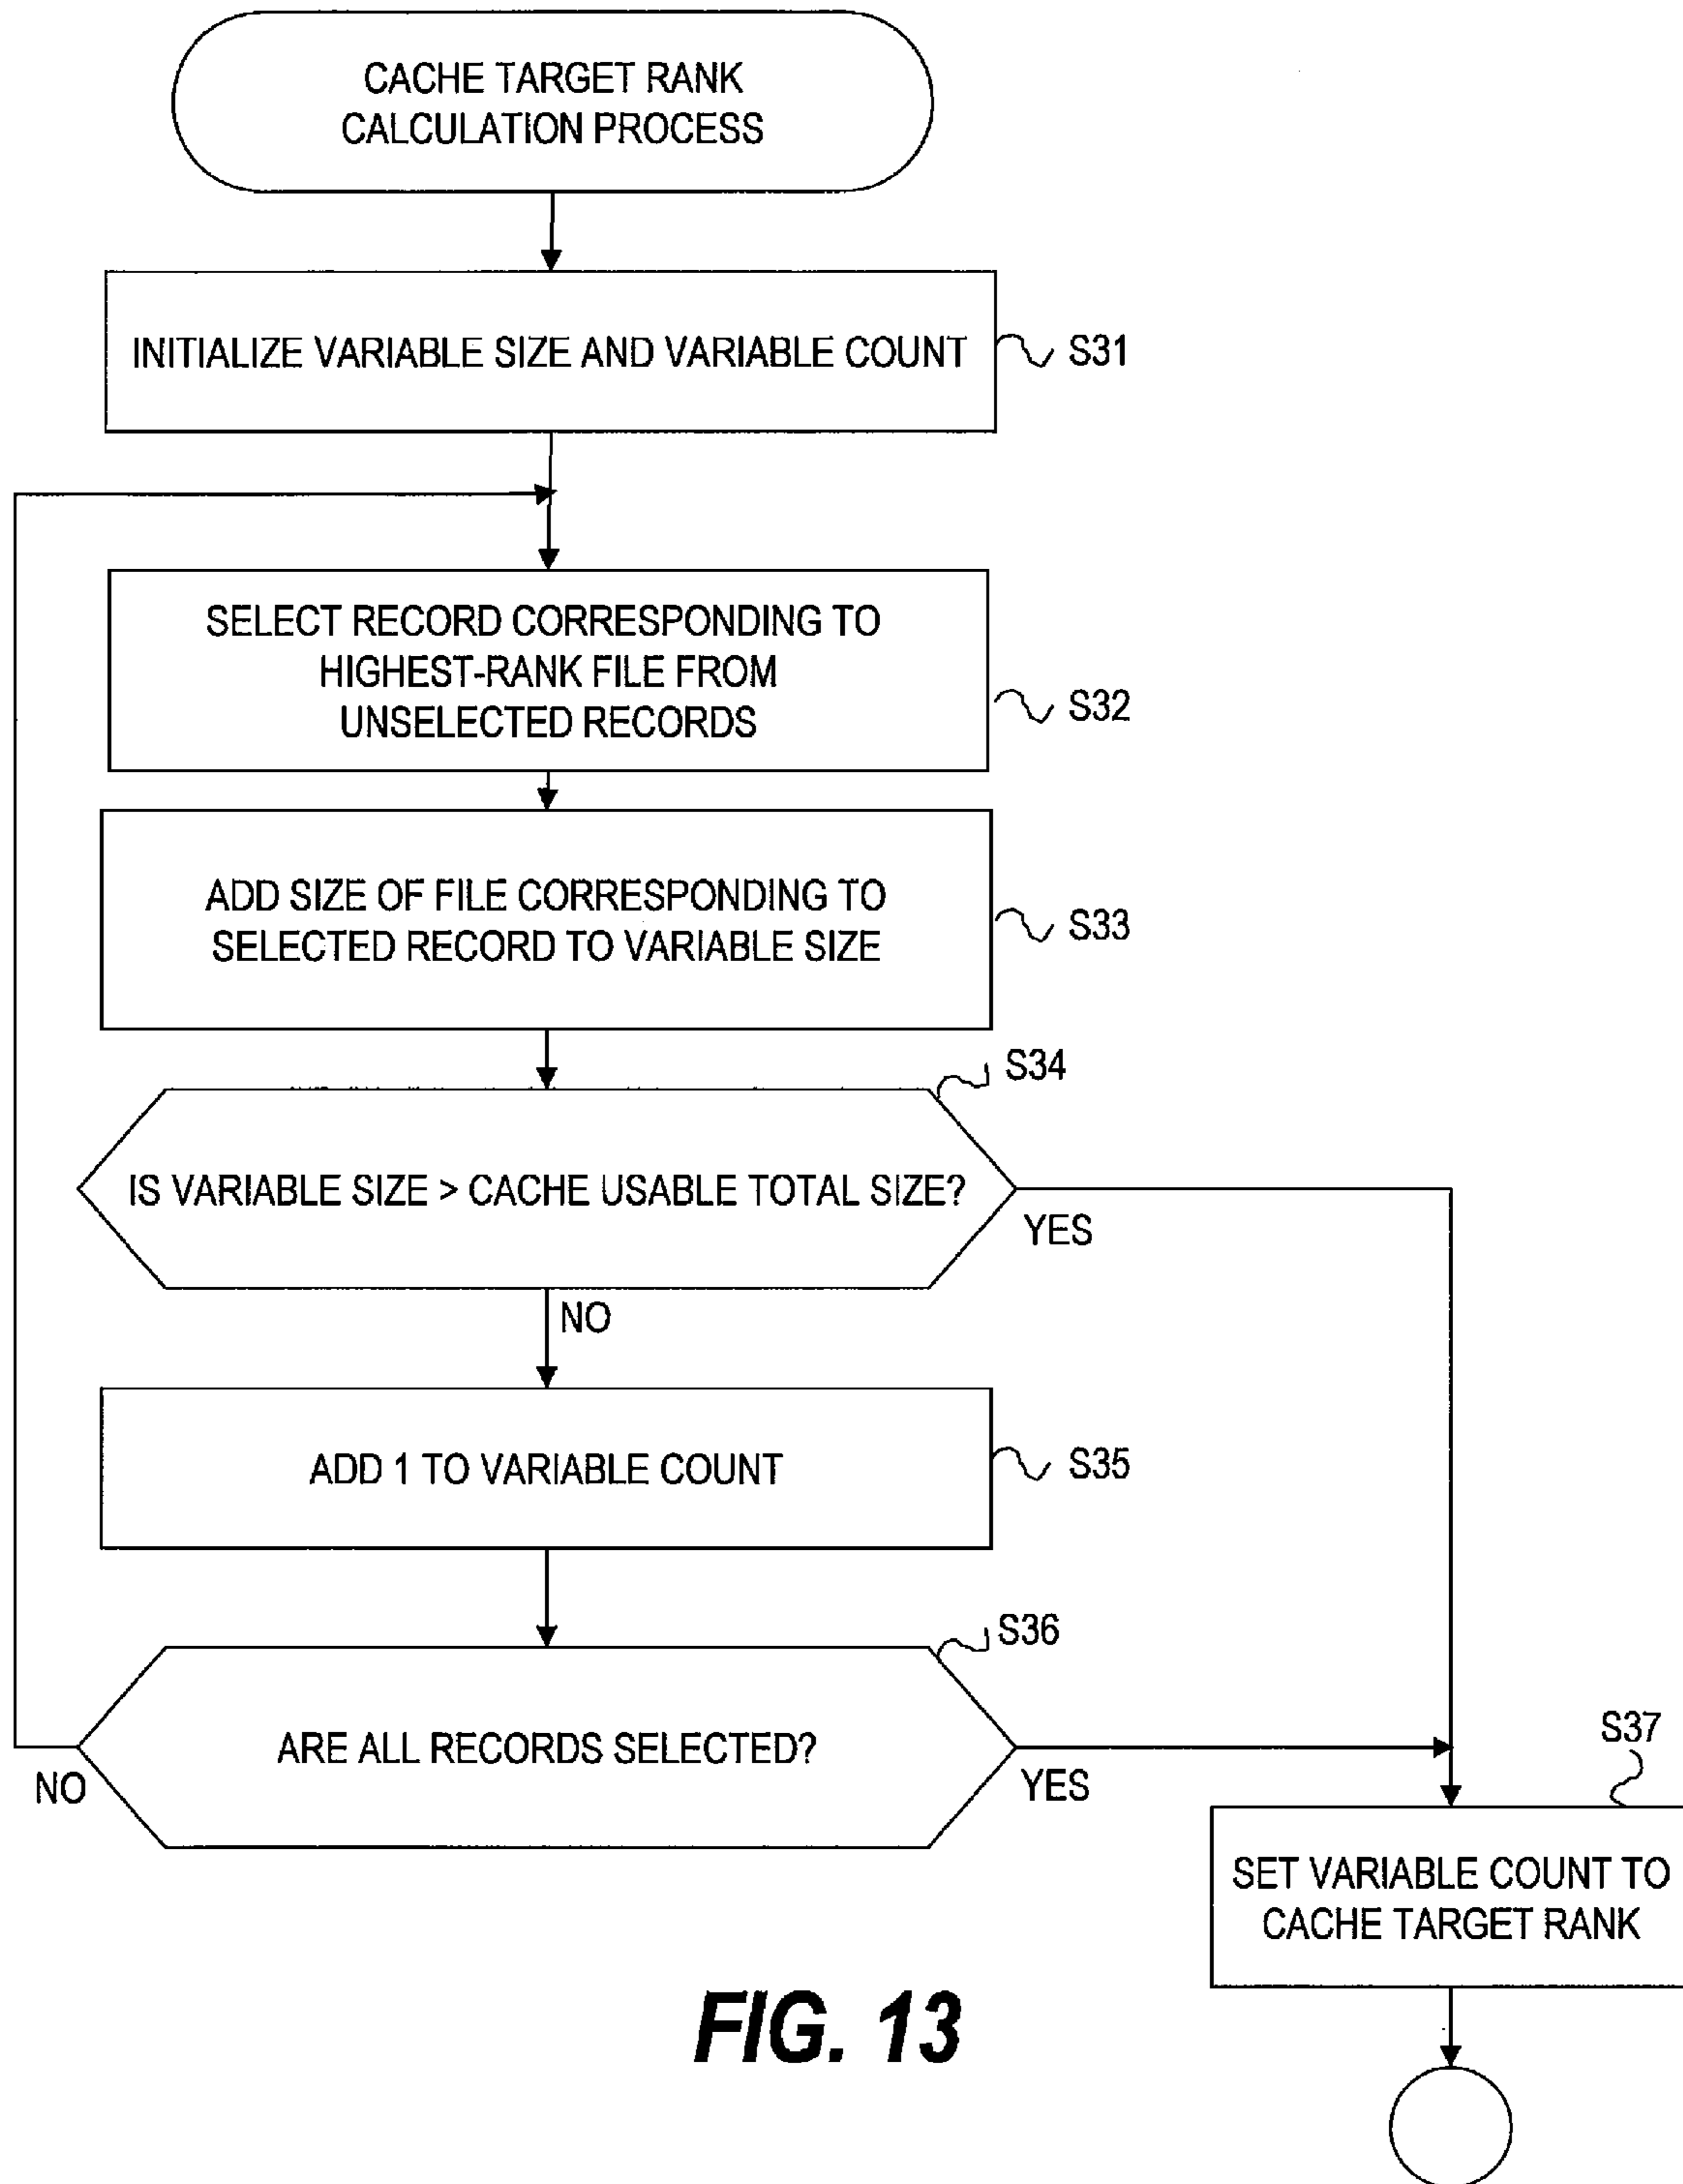 CACHE TARGET RANK
CALCULATION PROCESS
INITIALIZE VARIABLE SIZE AND VARIABLE COUNT
S31
SELECT RECORD CORRESPONDING TO
HIGHEST-RANK FILE FROM
UNSELECTED RECORDS
S32
ADD SIZE OF FILE CORRESPONDING TO
SELECTED RECORD TO VARIABLE SIZE
S33
S34
IS VARIABLE SIZE > CACHE USABLE TOTAL SIZE?
YES
NO
ADD 1 TO VARIABLE COUNT
S35
S36
ARE ALL RECORDS SELECTED?
NO
YES
S37
SET VARIABLE COUNT TO
CACHE TARGET RANK
FIG. 13